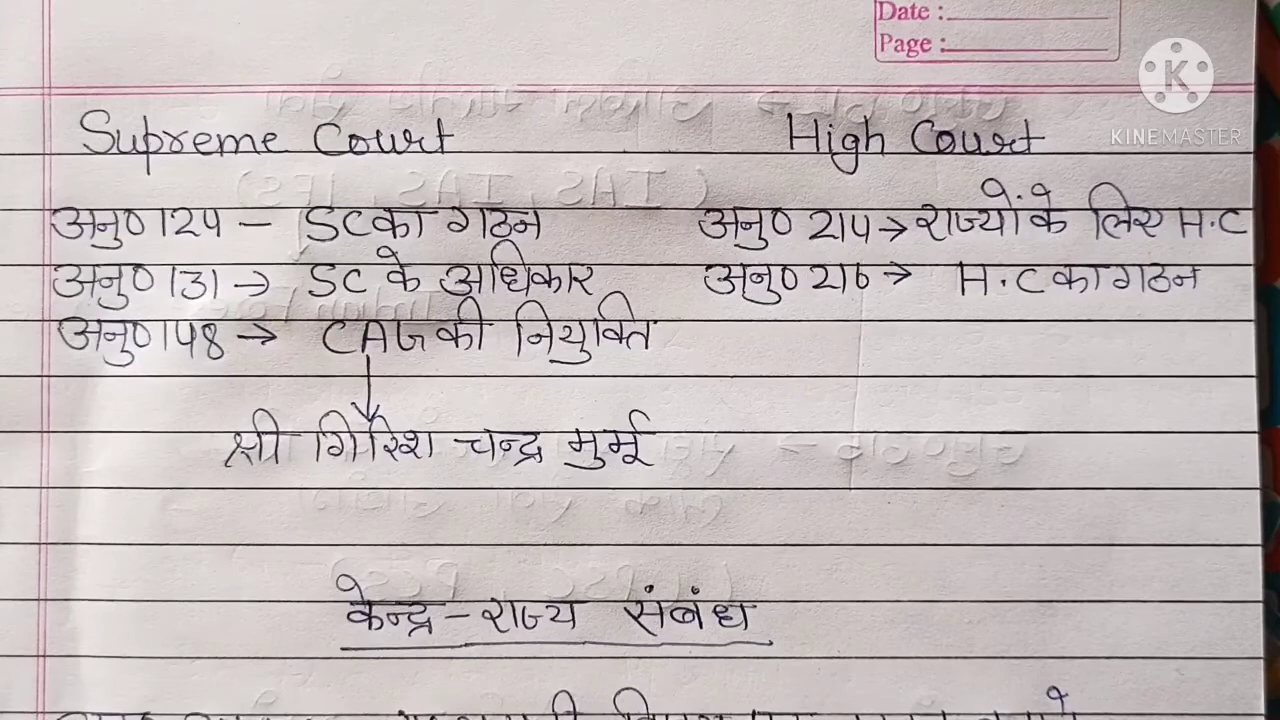 Date :
Page :
KINEMASTER
Supreme Court
High Court
अनु० 124 – SC का गठन
अनु० 214 → राज्यों के लिए H.C
अनु० 131 → SC के अधिकार
अनु० 216 → H.C का गठन
अनु० 148 → CAG की नियुक्ति
श्री गिरिश चन्द्र मुर्मू
केन्द्र – राज्य संबंध